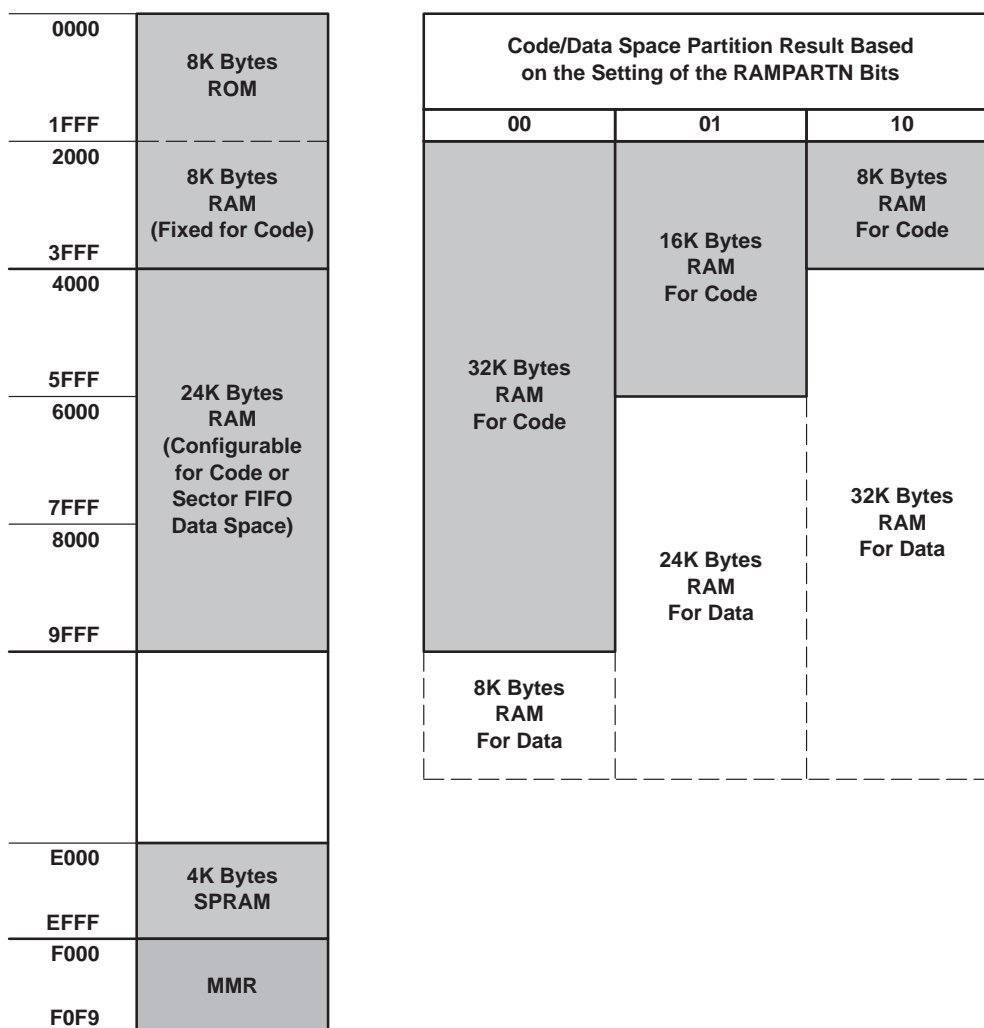 0000
8K Bytes
ROM
1FFF
2000
8K Bytes
RAM
(Fixed for Code)
3FFF
4000
5FFF
6000
24K Bytes
RAM
(Configurable
for Code or
Sector FIFO
Data Space)
7FFF
8000
9FFF
E000
4K Bytes
SPRAM
EFFF
F000
MMR
F0F9
Code/Data Space Partition Result Based
on the Setting of the RAMPARTN Bits
00
01
10
32K Bytes
RAM
For Code
8K Bytes
RAM
For Data
16K Bytes
RAM
For Code
24K Bytes
RAM
For Data
8K Bytes
RAM
For Code
32K Bytes
RAM
For Data